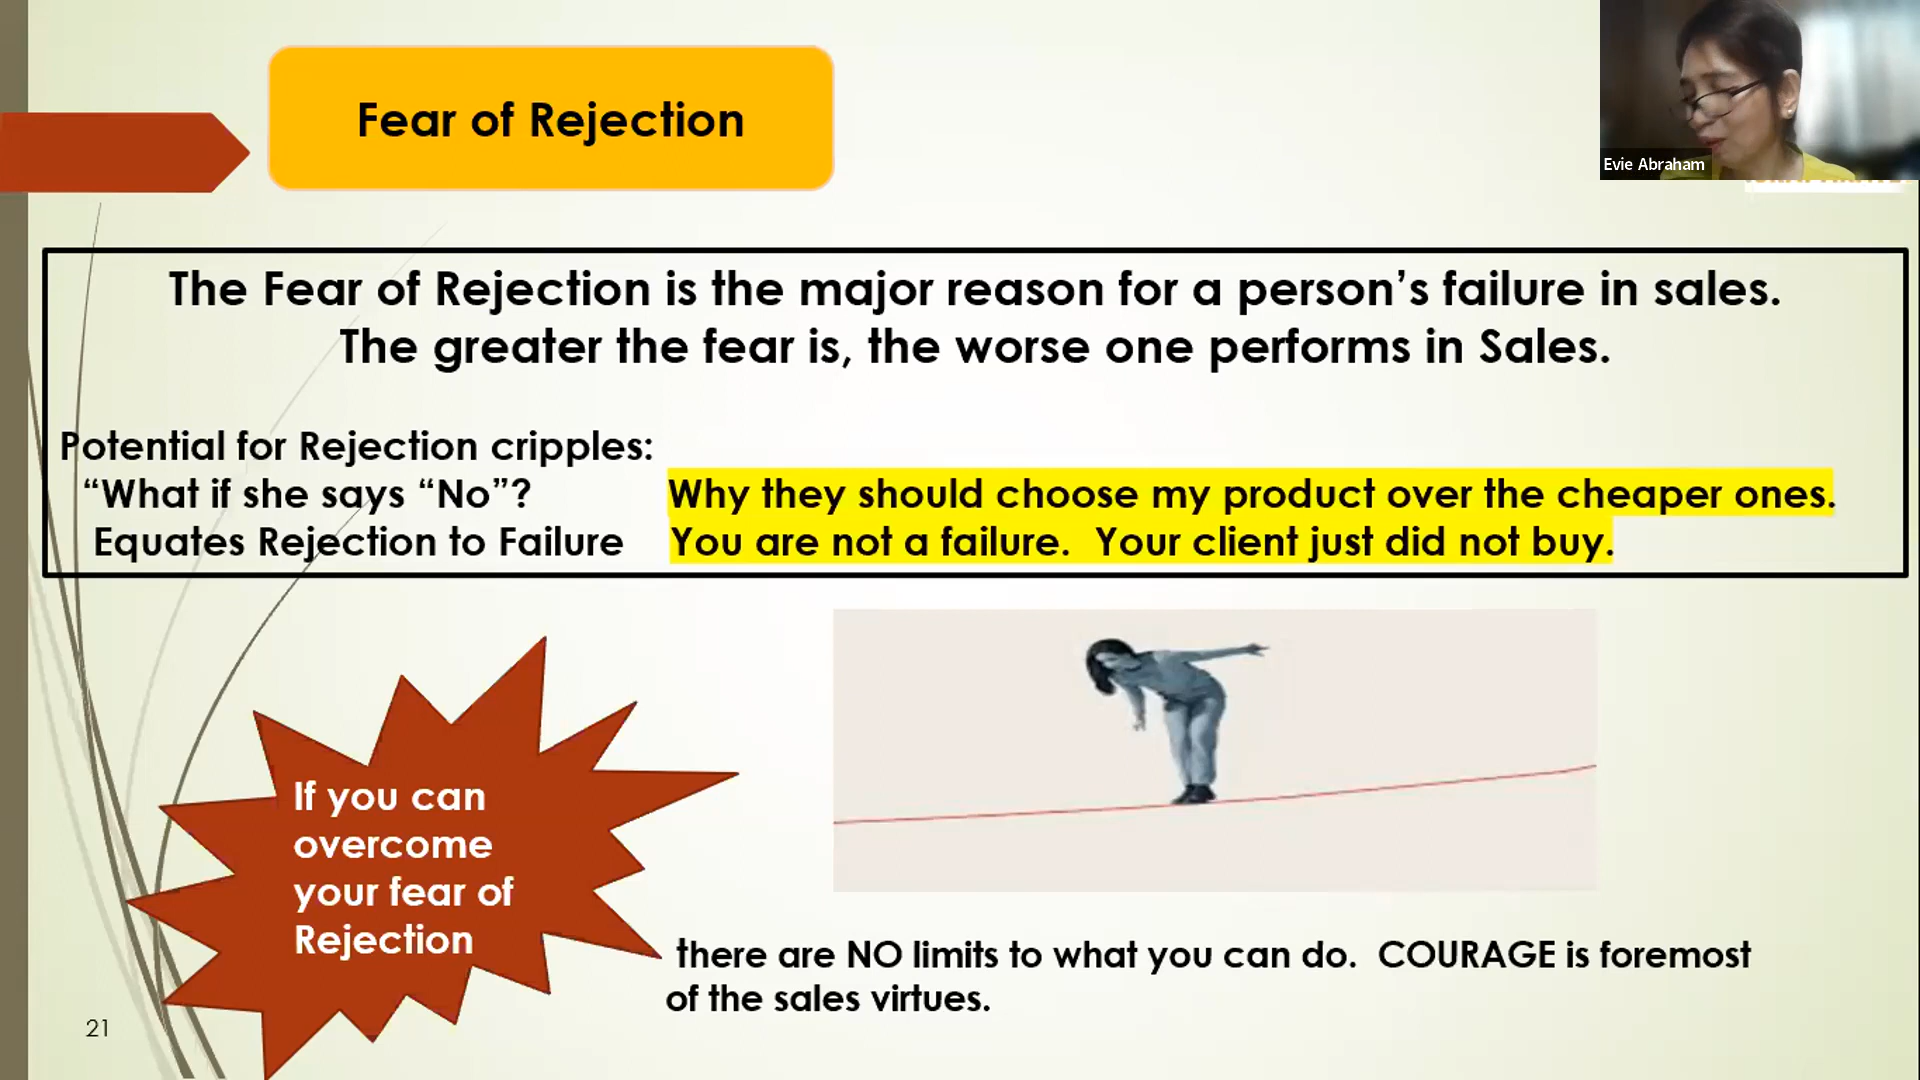 Fear of Rejection
Evie Abraham
The Fear of Rejection is the major reason for a person’s failure in sales.
The greater the fear is, the worse one performs in Sales.
Potential for Rejection cripples:
“What if she says “No”? Why they should choose my product over the cheaper ones.
Equates Rejection to Failure You are not a failure. Your client just did not buy.
If you can
overcome
your fear of
Rejection
there are NO limits to what you can do. COURAGE is foremost
of the sales virtues.
21